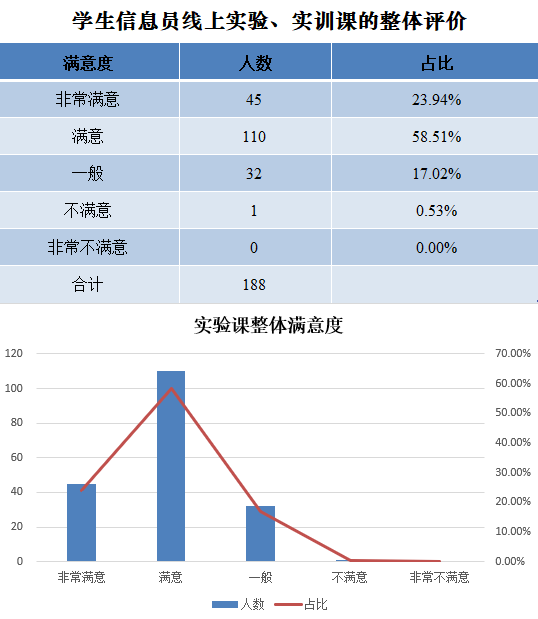 学生信息员线上实验、实训课的整体评价
满意度 人数 占比
非常满意 45 23.94%
满意 110 58.51%
一般 32 17.02%
不满意 1 0.53%
非常不满意 0 0.00%
合计 188
实验课整体满意度
120 70.00%
100 60.00%
80 50.00%
60 40.00%
40 30.00%
20 20.00%
0 10.00%
0.00%
非常满意 满意 一般 不满意 非常不满意
人数 占比